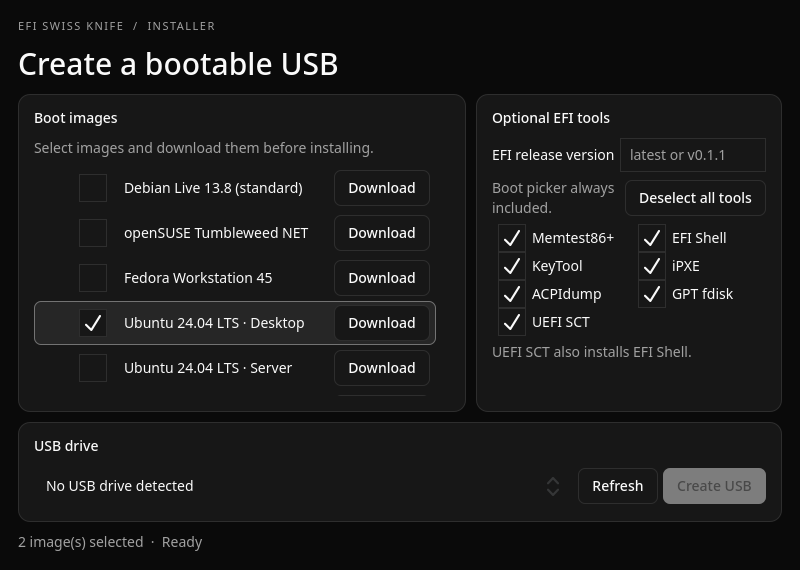 EFI SWISS KNIFE / INSTALLER
Create a bootable USB
Boot images
Select images and download them before installing.
Debian Live 13.8 (standard) Download
openSUSE Tumbleweed NET Download
Fedora Workstation 45 Download
Ubuntu 24.04 LTS · Desktop Download
Ubuntu 24.04 LTS · Server Download
Optional EFI tools
EFI release version latest or v0.1.1
Boot picker always
included.
Deselect all tools
Memtest86+ EFI Shell
KeyTool iPXE
ACPIdump GPT fdisk
UEFI SCT
UEFI SCT also installs EFI Shell.
USB drive
No USB drive detected Refresh Create USB
2 image(s) selected · Ready